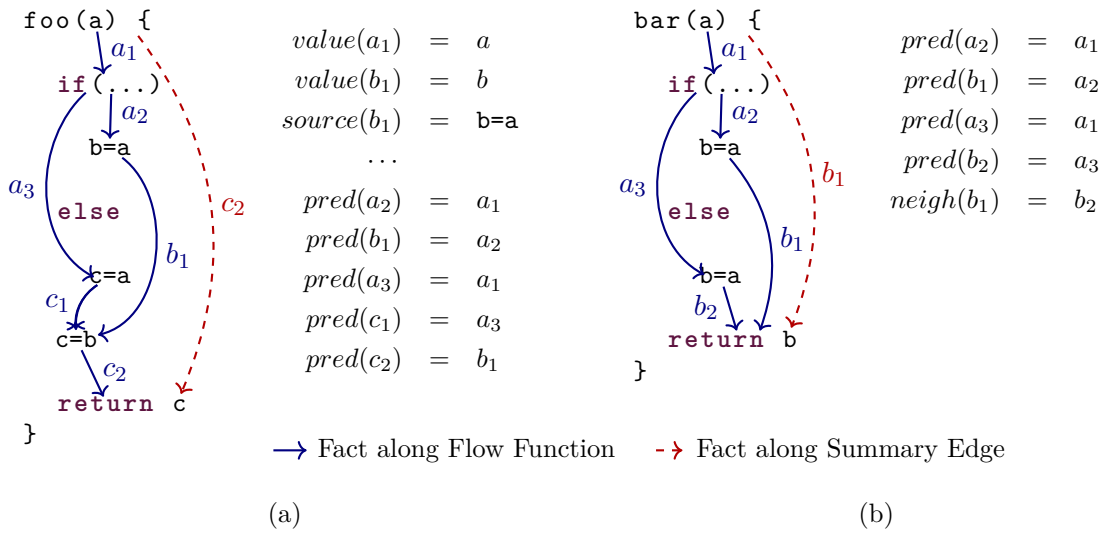 foo(a) {
a₁
if(...)
a₂
b=a
a₃
else
c₂
b₁
c=a
c₁
c=b
c₂
return c
}
value(a₁) = a
value(b₁) = b
source(b₁) = b=a
...
pred(a₂) = a₁
pred(b₁) = a₂
pred(a₃) = a₁
pred(c₁) = a₃
pred(c₂) = b₁
bar(a) {
a₁
if(...)
a₂
b=a
a₃
b₁
else
b₁
b=a
b₂
return b
}
pred(a₂) = a₁
pred(b₁) = a₂
pred(a₃) = a₁
pred(b₂) = a₃
neigh(b₁) = b₂
Fact along Flow Function
Fact along Summary Edge
(a)
(b)